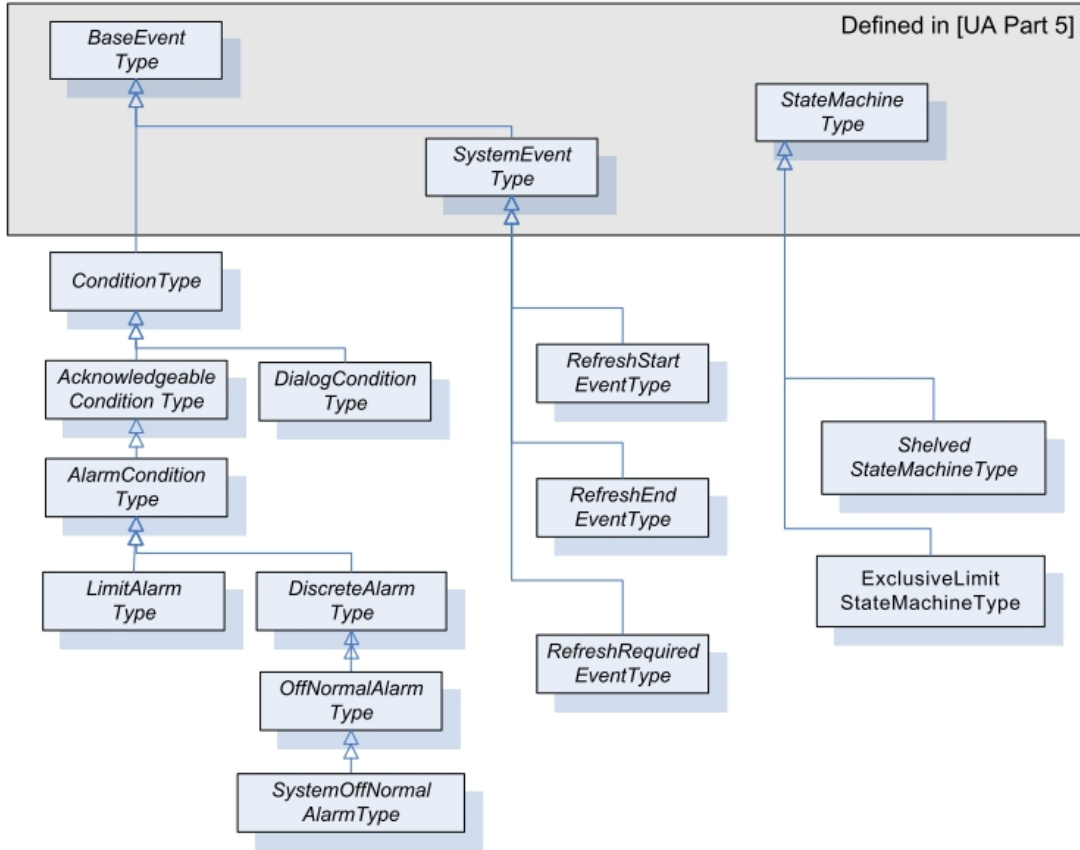 Defined in [UA Part 5]
BaseEvent
Type
StateMachine
Type
SystemEvent
Type
ConditionType
Acknowledgeable
Condition Type
DialogCondition
Type
RefreshStart
EventType
Shelved
StateMachineType
AlarmCondition
Type
RefreshEnd
EventType
ExclusiveLimit
StateMachineType
LimitAlarm
Type
DiscreteAlarm
Type
RefreshRequired
EventType
OffNormalAlarm
Type
SystemOffNormal
AlarmType